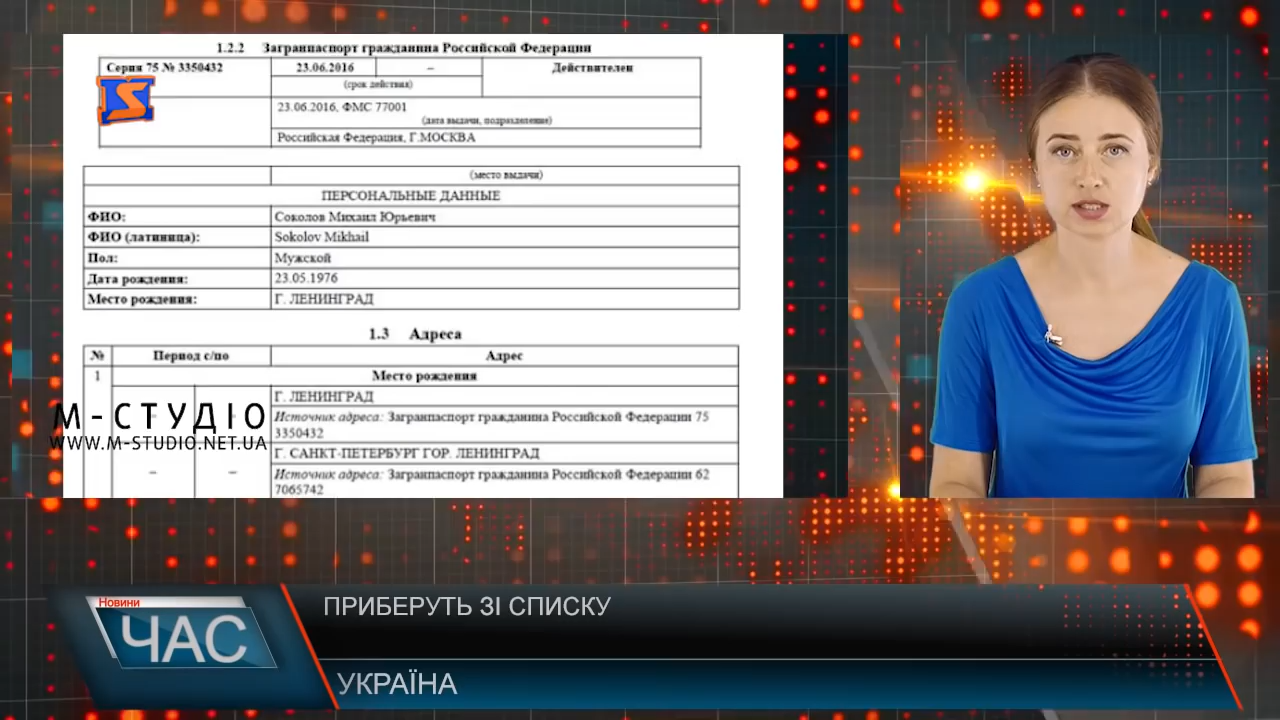 1.2.2 Загранпаспорт гражданина Российской Федерации
Серия 75 № 3350432 23.06.2016 – Действителен
(срок действия)
23.06.2016, ФМС 77001
(дата выдачи, подразделение)
Российская Федерация, Г.МОСКВА
(место выдачи)
ПЕРСОНАЛЬНЫЕ ДАННЫЕ
ФИО: Соколов Михаил Юрьевич
ФИО (латиница): Sokolov Mikhail
Пол: Мужской
Дата рождения: 23.05.1976
Место рождения: Г. ЛЕНИНГРАД
1.3 Адреса
№ Период с/по Адрес
1 Место рождения
Г. ЛЕНИНГРАД
– Источник адреса: Загранпаспорт гражданина Российской Федерации 75
3350432
Г. САНКТ-ПЕТЕРБУРГ ГОР. ЛЕНИНГРАД
– – Источник адреса: Загранпаспорт гражданина Российской Федерации 62
7065742
М-СТУДІО
WWW.M-STUDIO.NET.UA
Новини
ЧАС
ПРИБЕРУТЬ ЗІ СПИСКУ
УКРАЇНА